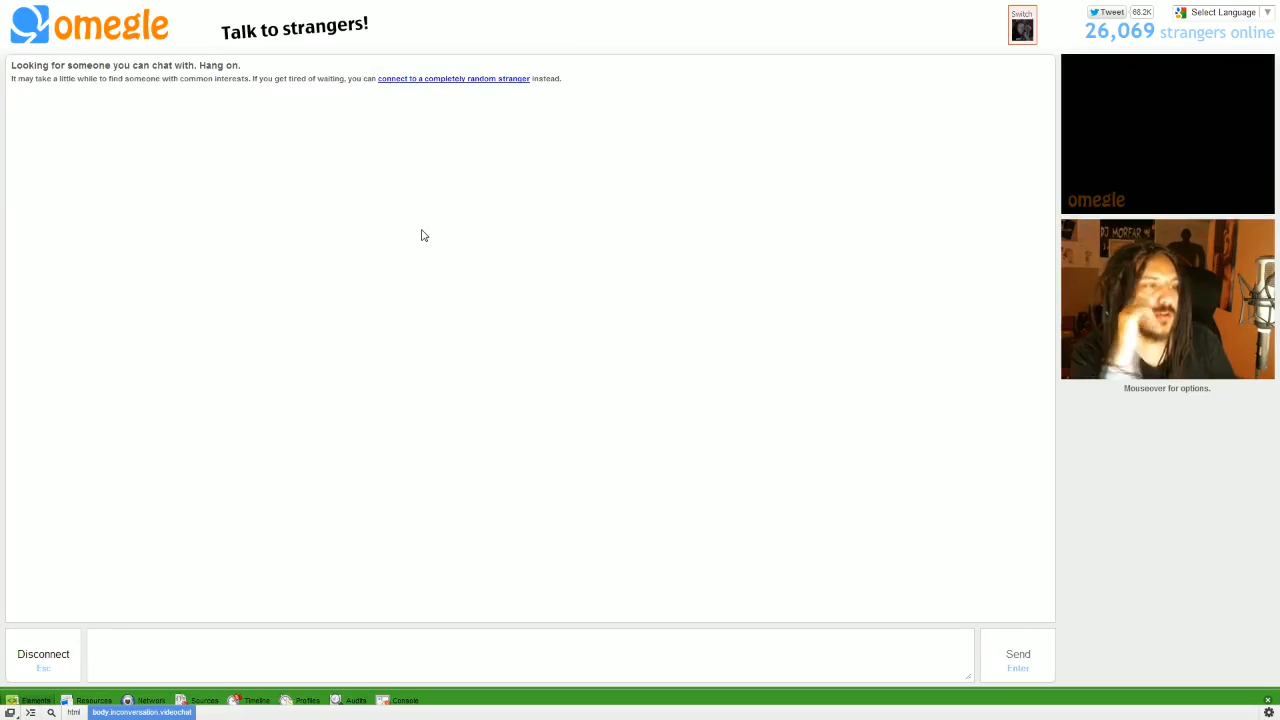 omegle
Talk to strangers!
Switch
Tweet
68.2K
Select Language
26,069 strangers online
Looking for someone you can chat with. Hang on.
It may take a little while to find someone with common interests. If you get tired of waiting, you can connect to a completely random stranger instead.
omegle
DJ MORFAR
Mouseover for options.
Disconnect
Esc
Send
Enter
Elements Resources Network Sources Timeline Profiles Audits Console
html body.inconversation.videochat